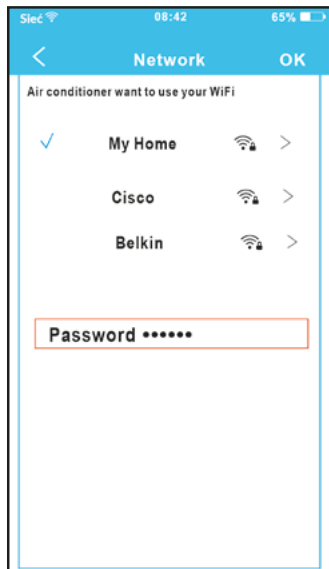 Sieć 08:42 65%
Network OK
Air conditioner want to use your WiFi
My Home
Cisco
Belkin
Password ••••••